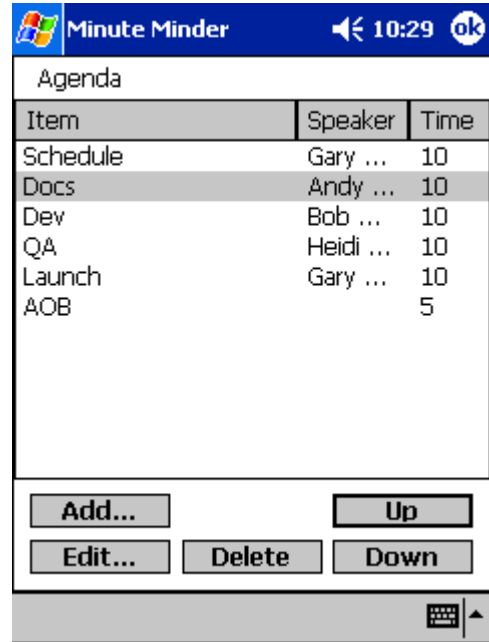 Minute Minder 10:29 ok
Agenda
Item Speaker Time
Schedule Gary ... 10
Docs Andy ... 10
Dev Bob ... 10
QA Heidi ... 10
Launch Gary ... 10
AOB 5
Add... Up
Edit... Delete Down